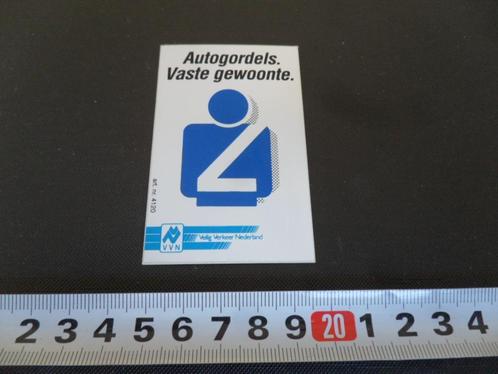 Autogordels.
Vaste gewoonte.
art. nr. 4120
VVN
Veilig Verkeer Nederland
2 3 4 5 6 7 8 9 20 1 2 3 4